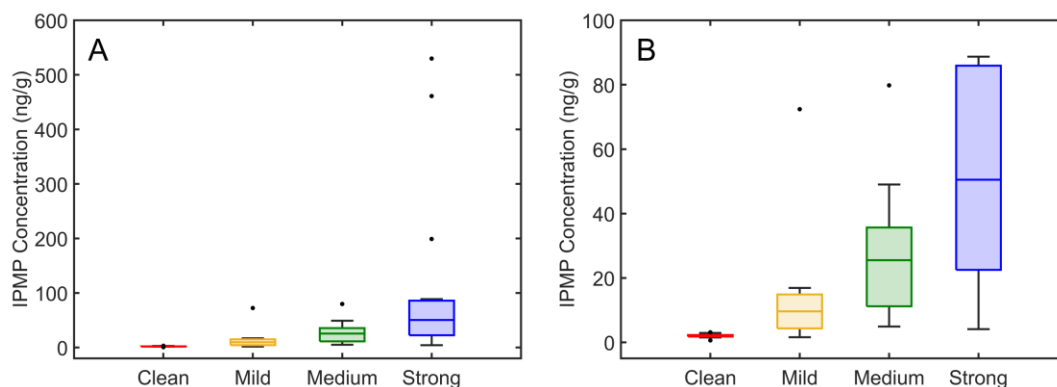 A
IPMP Concentration (ng/g)
600
500
400
300
200
100
0
Clean Mild Medium Strong
B
IPMP Concentration (ng/g)
100
80
60
40
20
0
Clean Mild Medium Strong